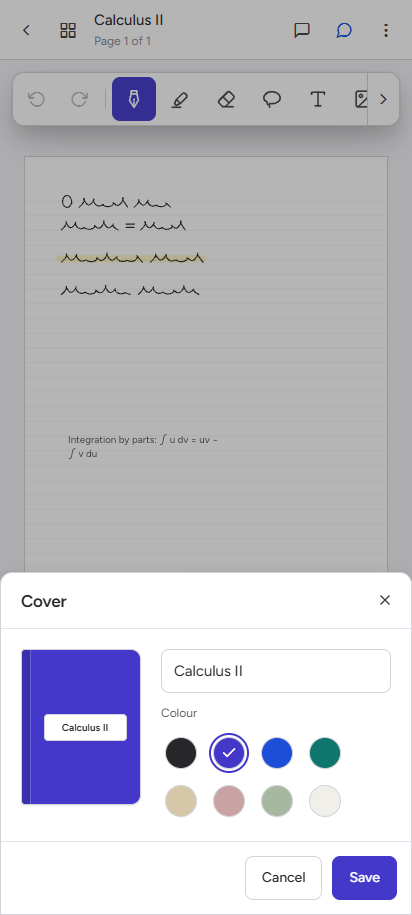 Calculus II
Page 1 of 1
T
Integration by parts: ∫ u dv = uv −
∫ v du
Cover
Calculus II
Calculus II
Colour
Cancel
Save